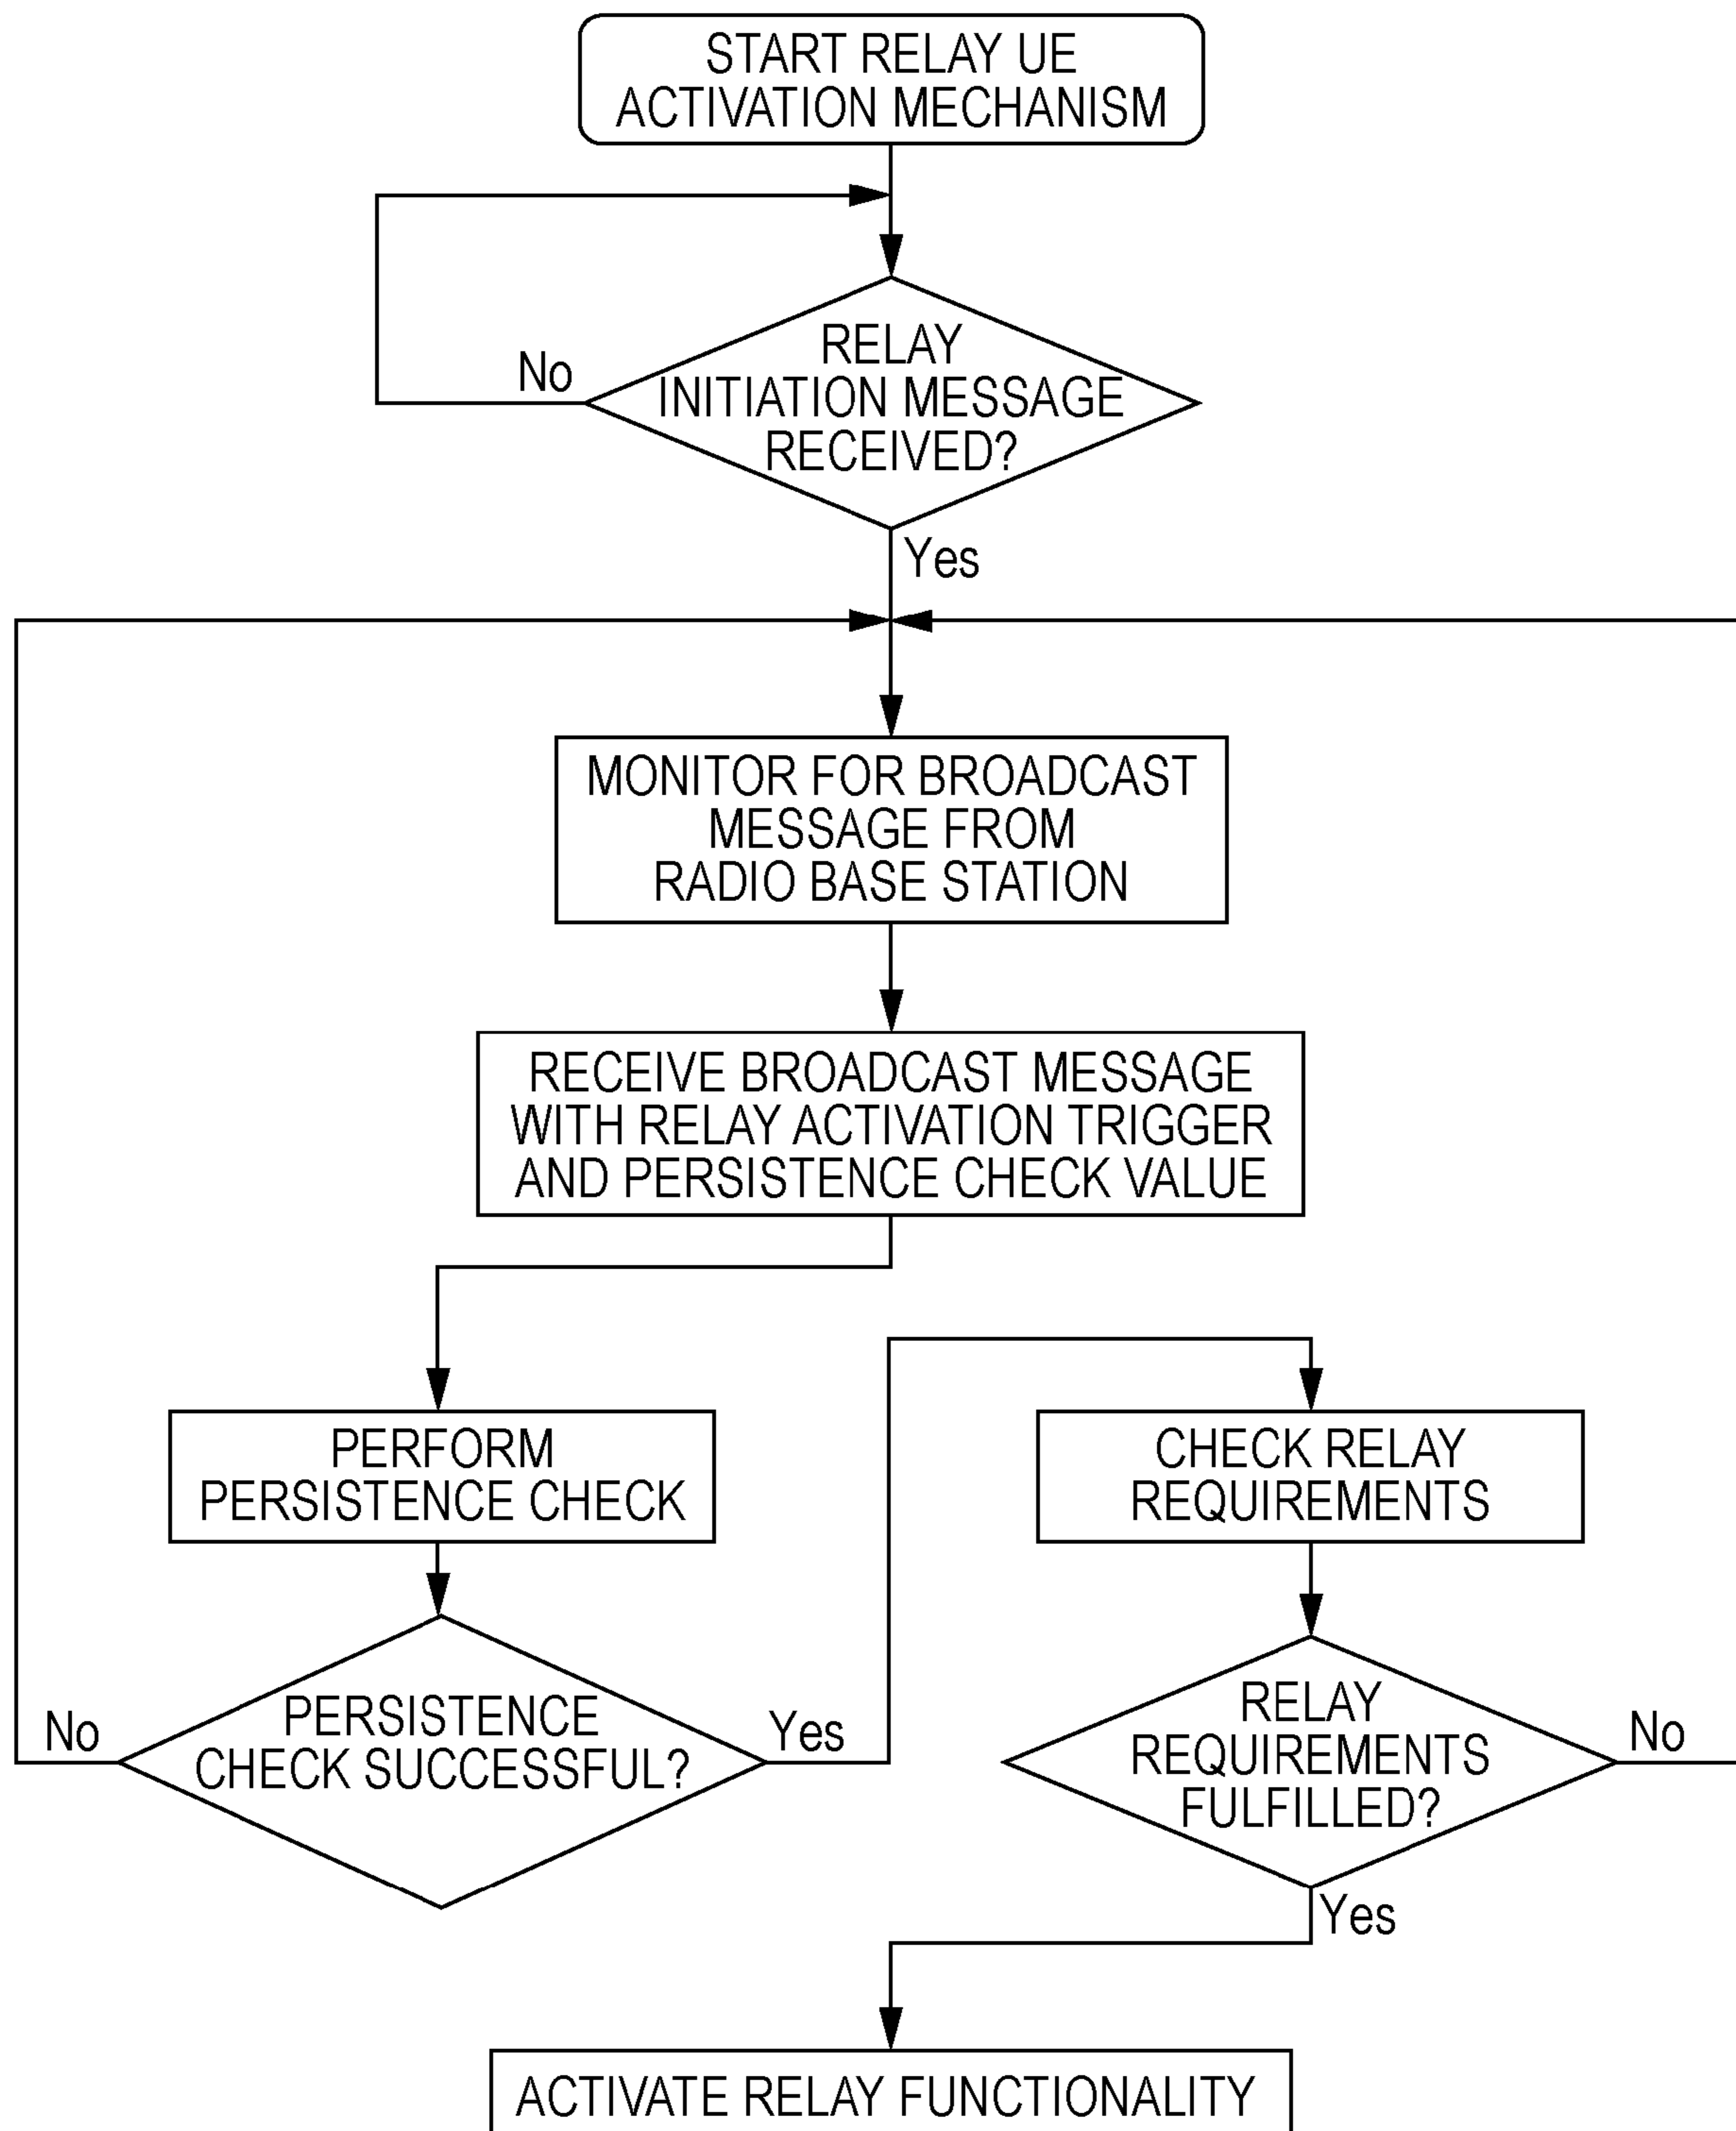 START RELAY UE
ACTIVATION MECHANISM
RELAY
INITIATION MESSAGE
RECEIVED?
No
Yes
MONITOR FOR BROADCAST
MESSAGE FROM
RADIO BASE STATION
RECEIVE BROADCAST MESSAGE
WITH RELAY ACTIVATION TRIGGER
AND PERSISTENCE CHECK VALUE
PERFORM
PERSISTENCE CHECK
CHECK RELAY
REQUIREMENTS
PERSISTENCE
CHECK SUCCESSFUL?
No
Yes
RELAY
REQUIREMENTS
FULFILLED?
No
Yes
ACTIVATE RELAY FUNCTIONALITY